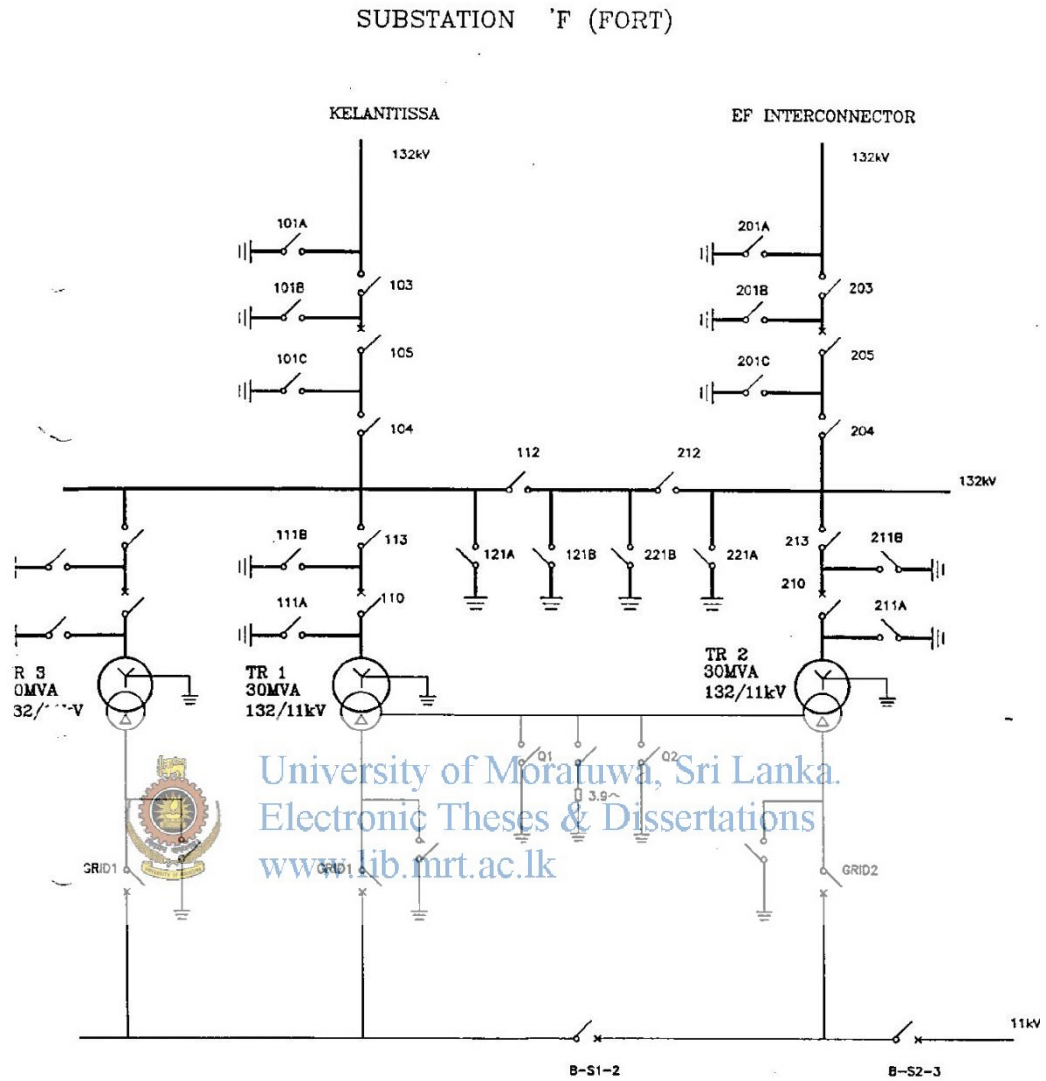 SUBSTATION 'F (FORT)
KELANITISSA
EF INTERCONNECTOR
132kV
132kV
101A
201A
103
203
101B
201B
105
205
101C
201C
104
204
112
212
132kV
111B
113
121A
121B
221B
221A
213
211B
210
111A
110
211A
R 3
0MVA
TR 1
30MVA
132/11kV
TR 2
30MVA
132/11kV
Q1
Q2
3.9~
University of Moratuwa, Sri Lanka.
Electronic Theses & Dissertations
www.lib.mrt.ac.lk
GRID1
GRID1
GRID2
11kV
B-S1-2
B-S2-3